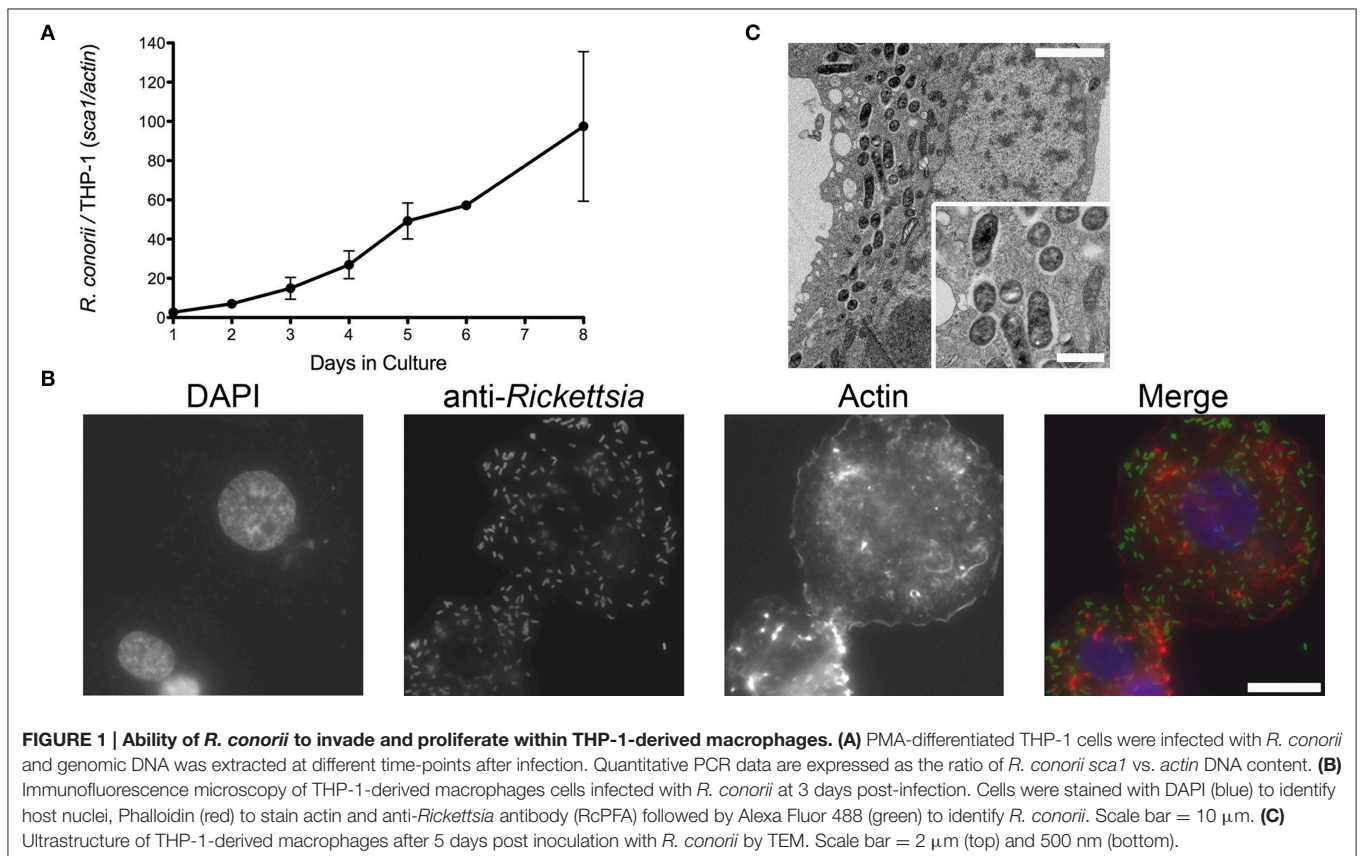 A
140
120
100
80
60
40
20
0
R. conorii / THP-1 (sca1/actin)
1 2 3 4 5 6 7 8
Days in Culture
C
B
DAPI anti-Rickettsia Actin Merge
FIGURE 1 | Ability of R. conorii to invade and proliferate within THP-1-derived macrophages. (A) PMA-differentiated THP-1 cells were infected with R. conorii
and genomic DNA was extracted at different time-points after infection. Quantitative PCR data are expressed as the ratio of R. conorii sca1 vs. actin DNA content. (B)
Immunofluorescence microscopy of THP-1-derived macrophages cells infected with R. conorii at 3 days post-infection. Cells were stained with DAPI (blue) to identify
host nuclei, Phalloidin (red) to stain actin and anti-Rickettsia antibody (RcPFA) followed by Alexa Fluor 488 (green) to identify R. conorii. Scale bar = 10 μm. (C)
Ultrastructure of THP-1-derived macrophages after 5 days post inoculation with R. conorii by TEM. Scale bar = 2 μm (top) and 500 nm (bottom).